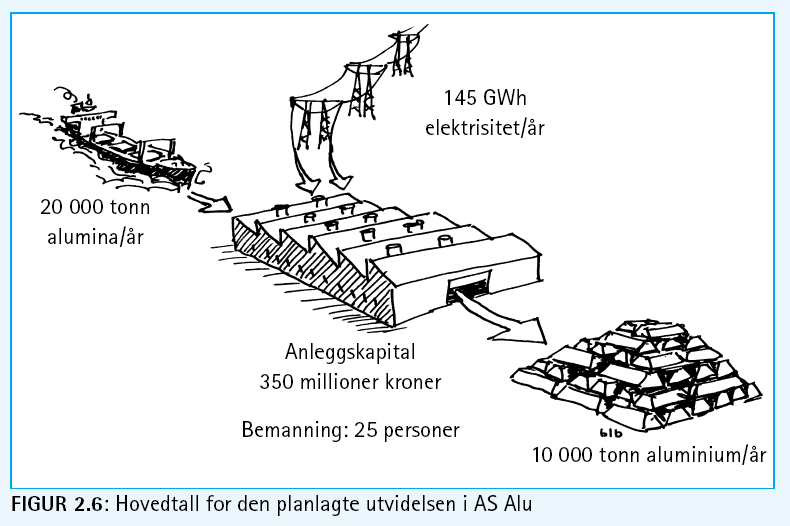 145 GWh
elektrisitet/år
20 000 tonn
alumina/år
Anleggskapital
350 millioner kroner
Bemanning: 25 personer
blb
10 000 tonn aluminium/år
FIGUR 2.6: Hovedtall for den planlagte utvidelsen i AS Alu